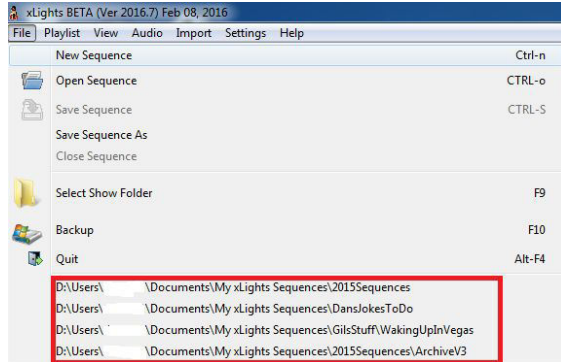 xLights BETA (Ver 2016.7) Feb 08, 2016
File Playlist View Audio Import Settings Help
New Sequence Ctrl-n
Open Sequence CTRL-o
Save Sequence CTRL-S
Save Sequence As
Close Sequence
Select Show Folder F9
Backup F10
Quit Alt-F4
D:\Users\ \Documents\My xLights Sequences\2015Sequences
D:\Users\ \Documents\My xLights Sequences\DansJokesToDo
D:\Users\ \Documents\My xLights Sequences\GilsStuff\WakingUpInVegas
D:\Users\ \Documents\My xLights Sequences\2015Sequences\ArchiveV3